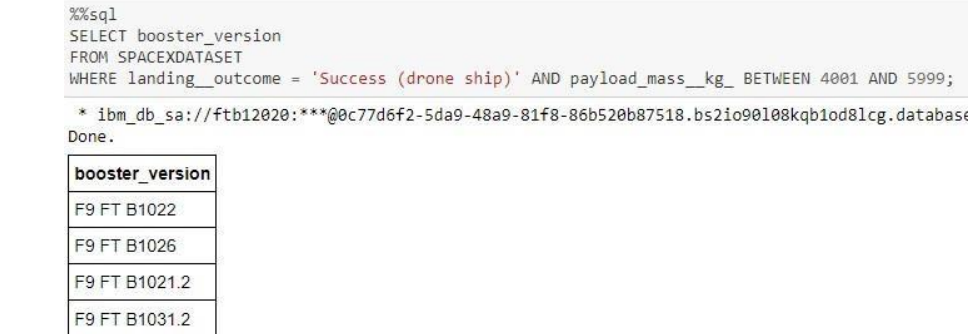 %%sql
SELECT booster_version
FROM SPACEXDATASET
WHERE landing__outcome = 'Success (drone ship)' AND payload_mass__kg_ BETWEEN 4001 AND 5999;
* ibm_db_sa://ftb12020:***@0c77d6f2-5da9-48a9-81f8-86b520b87518.bs2io90l08kqb1od8lcg.database
Done.
booster_version
F9 FT B1022
F9 FT B1026
F9 FT B1021.2
F9 FT B1031.2